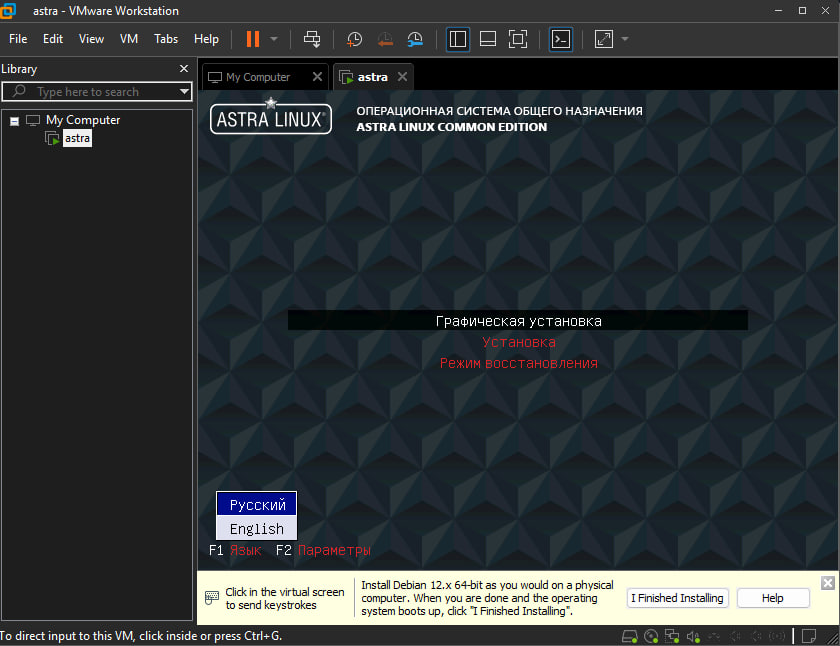 astra - VMware Workstation
File Edit View VM Tabs Help
Library
Type here to search
My Computer
astra
My Computer
astra
ASTRA LINUX®
ОПЕРАЦИОННАЯ СИСТЕМА ОБЩЕГО НАЗНАЧЕНИЯ
ASTRA LINUX COMMON EDITION
Графическая установка
Установка
Режим восстановления
Русский
English
F1 Язык F2 Параметры
Click in the virtual screen
to send keystrokes
Install Debian 12.x 64-bit as you would on a physical
computer. When you are done and the operating
system boots up, click "I Finished Installing".
I Finished Installing
Help
To direct input to this VM, click inside or press Ctrl+G.